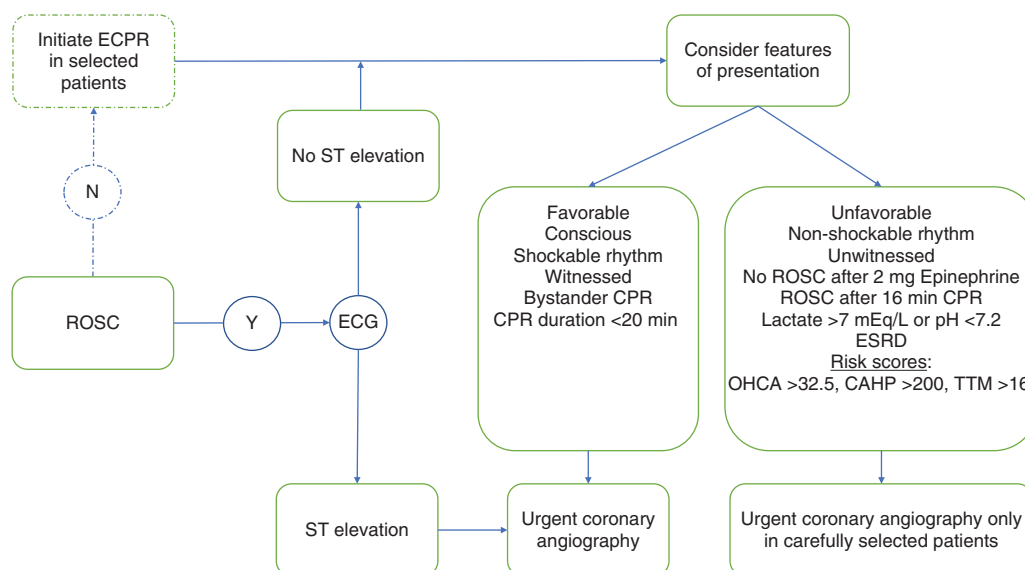 Initiate ECPR
in selected
patients
Consider features
of presentation
No ST elevation
N
Favorable
Conscious
Shockable rhythm
Witnessed
Bystander CPR
CPR duration <20 min
Unfavorable
Non-shockable rhythm
Unwitnessed
No ROSC after 2 mg Epinephrine
ROSC after 16 min CPR
Lactate >7 mEq/L or pH <7.2
ESRD
Risk scores:
OHCA >32.5, CAHP >200, TTM >16
ROSC
Y
ECG
ST elevation
Urgent coronary
angiography
Urgent coronary angiography only
in carefully selected patients